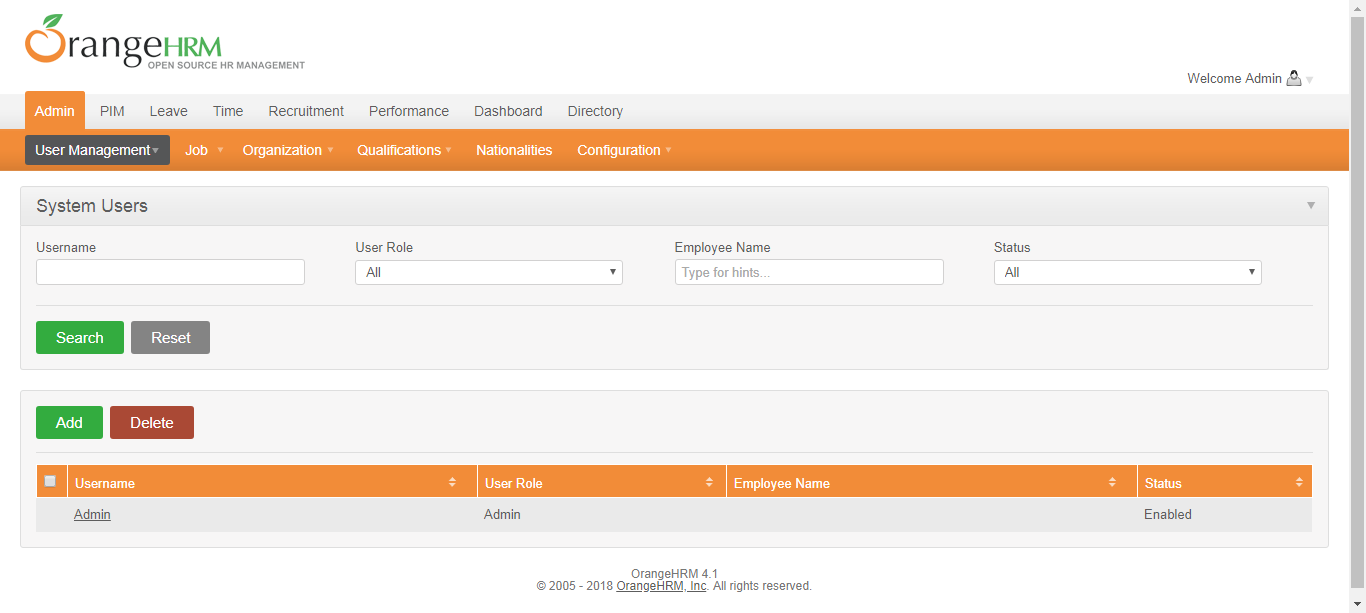 OrangeHRM
OPEN SOURCE HR MANAGEMENT
Welcome Admin
Admin PIM Leave Time Recruitment Performance Dashboard Directory
User Management Job Organization Qualifications Nationalities Configuration
System Users
Username User Role Employee Name Status
All Type for hints... All
Search Reset
Add Delete
Username User Role Employee Name Status
Admin Admin Enabled
OrangeHRM 4.1
© 2005 - 2018 OrangeHRM, Inc. All rights reserved.